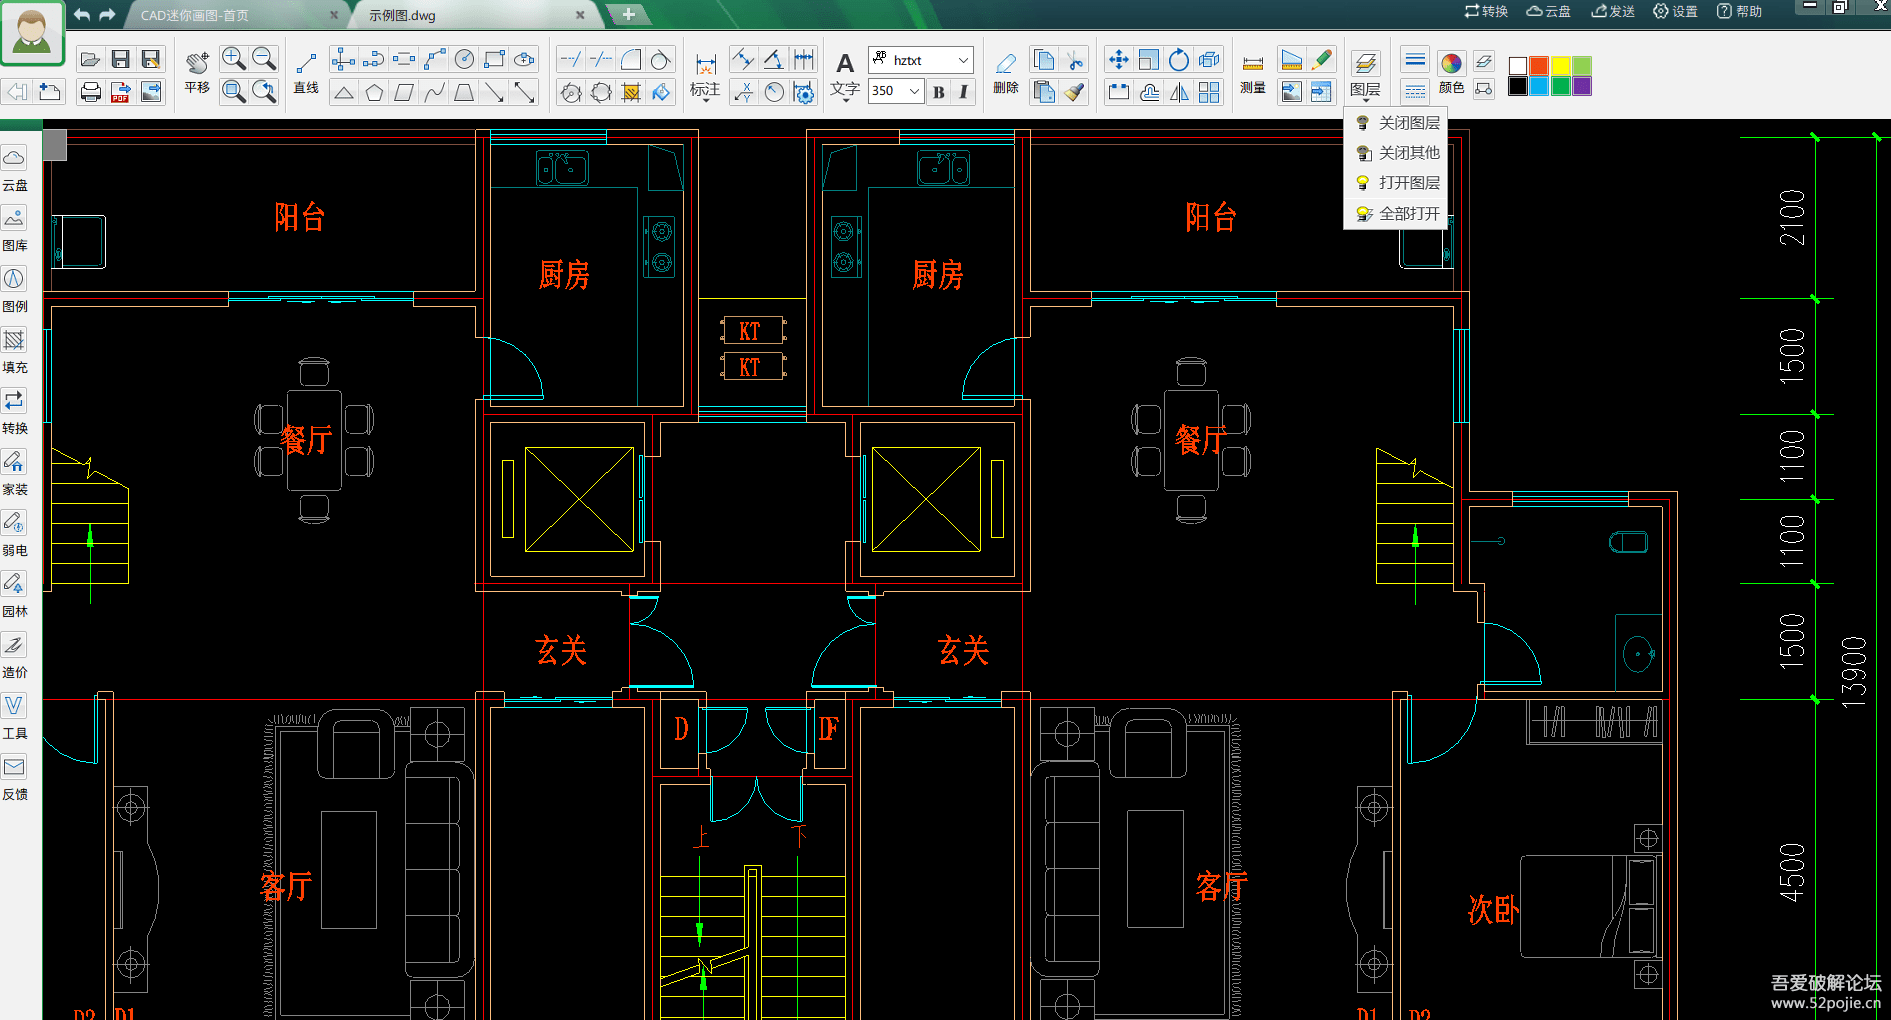 CAD迷你画图-首页
示例图.dwg
转换
云盘
发送
设置
帮助
平移
直线
标注
A
文字
hztxt
350
B
I
删除
测量
图层
颜色
PDF
关闭图层
关闭其他
打开图层
全部打开
云盘
图库
图例
填充
转换
家装
弱电
园林
造价
工具
反馈
阳台
厨房
厨房
阳台
KT
KT
餐厅
餐厅
玄关
玄关
D
DF
上
下
客厅
客厅
次卧
D2
D1
D1
D2
2100
1500
1100
1100
1500
13900
4500
吾爱破解论坛
www.52pojie.cn